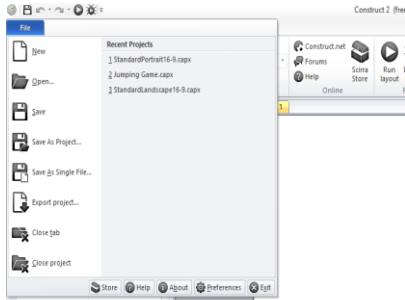 Construct 2 (free
File
New
Open...
Save
Save As Project...
Save As Single File...
Export project...
Close tab
Close project
Recent Projects
1 StandardPortrait16-9.capx
2 Jumping Game.capx
3 StandardLandscape16-9.capx
Construct.net
Forums
Help
Scirra
Store
Run
layout
Online
1
Store Help About Preferences Exit